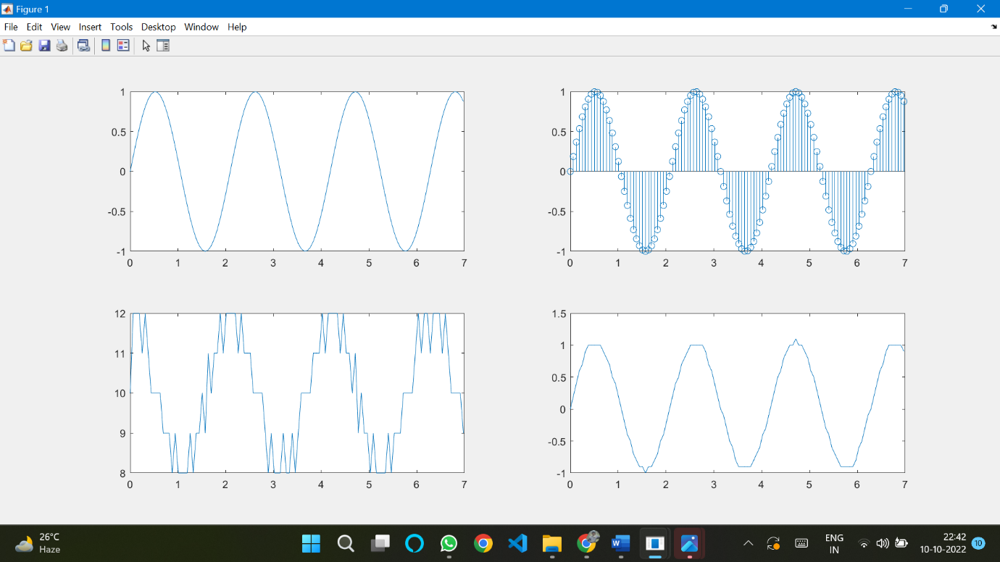 Figure 1
File Edit View Insert Tools Desktop Window Help
1
0.5
0
-0.5
-1
0 1 2 3 4 5 6 7
1
0.5
0
-0.5
-1
0 1 2 3 4 5 6 7
12
11
10
9
8
0 1 2 3 4 5 6 7
1.5
1
0.5
0
-0.5
-1
0 1 2 3 4 5 6 7
26°C
Haze
W
ENG
IN
22:42
10-10-2022
10